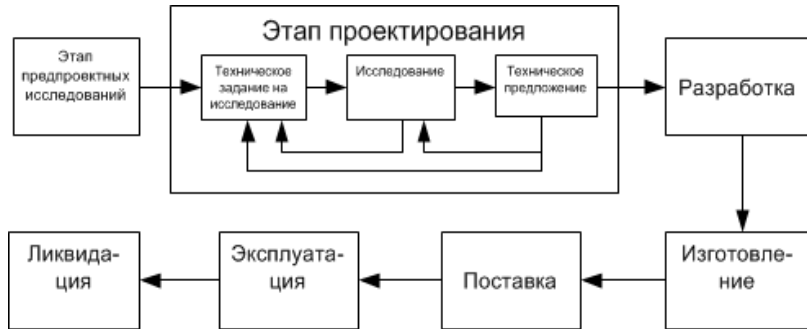 Этап проектирования
Этап
предпроектных
исследований
Техническое
задание на
исследование
Исследование
Техническое
предложение
Разработка
Ликвида-
ция
Эксплуата-
ция
Поставка
Изготовле-
ние